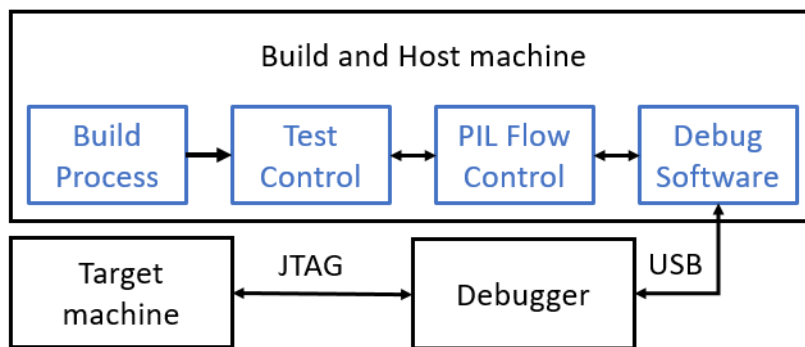 Build and Host machine
Build Process
Test Control
PIL Flow Control
Debug Software
Target machine
JTAG
Debugger
USB